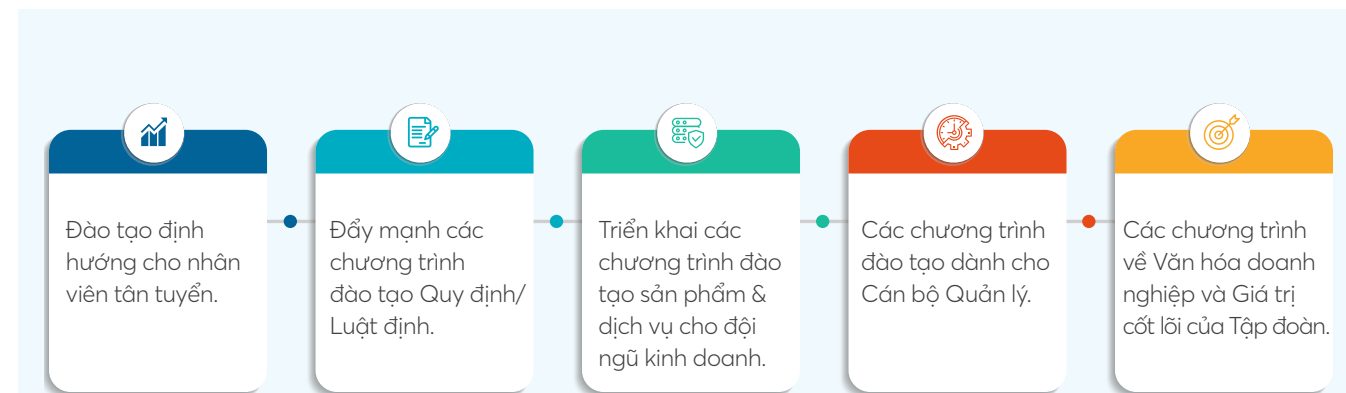 Đào tạo định
hướng cho nhân
viên tân tuyển.
Đẩy mạnh các
chương trình
đào tạo Quy định/
Luật định.
Triển khai các
chương trình đào
tạo sản phẩm &
dịch vụ cho đội
ngũ kinh doanh.
Các chương trình
đào tạo dành cho
Cán bộ Quản lý.
Các chương trình
về Văn hóa doanh
nghiệp và Giá trị
cốt lõi của Tập đoàn.